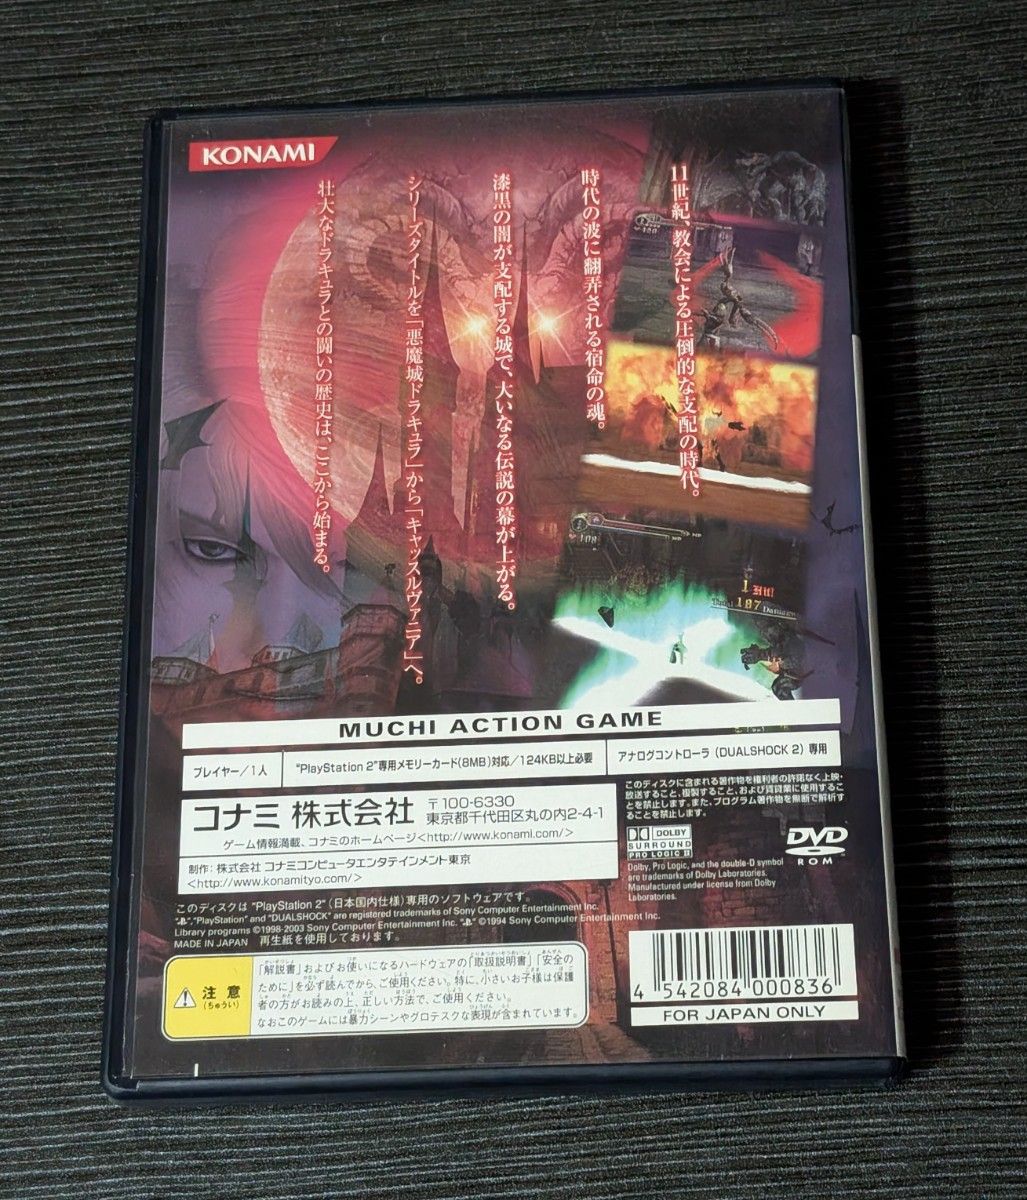 KONAMI
11世紀、教会による圧倒的な支配の時代。
時代の波に翻弄される宿命の魂。
漆黒の闇が支配する城で、大いなる伝説の幕が上がる。
シリーズタイトルを「悪魔城ドラキュラ」から「キャッスルヴァニア」へ。
壮大なドラキュラとの闘いの歴史は、ここから始まる。
100
108
1 Hit!
Total 187 Damage
MUCHI ACTION GAME
プレイヤー/1人
"PlayStation 2"専用メモリーカード(8MB)対応/124KB以上必要
アナログコントローラ(DUALSHOCK 2)専用
コナミ 株式会社
〒100-6330
東京都千代田区丸の内2-4-1
ゲーム情報満載、コナミのホームページ<http://www.konami.com/>
制作: 株式会社 コナミコンピュータエンタテインメント東京
<http://www.konamityo.com/>
このディスクに含まれる著作物を権利者の許諾なく上映・
放送すること、複製すること、および賃貸業に使用するこ
とを禁止します。また、プログラム著作物を無断で解析す
ることを禁止します。
DOLBY
SURROUND
PRO LOGIC II
DVD
ROM
Dolby, Pro Logic, and the double-D symbol
are trademarks of Dolby Laboratories.
Manufactured under license from Dolby
Laboratories.
このディスクは "PlayStation 2" (日本国内仕様) 専用のソフトウェアです。
"PlayStation" and "DUALSHOCK" are registered trademarks of Sony Computer Entertainment Inc.
Library programs ©1998-2003 Sony Computer Entertainment Inc. ©1994 Sony Computer Entertainment Inc.
MADE IN JAPAN 再生紙を使用しております。
注意
(ちゅうい)
「解説書」およびお使いになるハードウェアの「取扱説明書」「安全の
ために」を必ず読んでから、ご使用ください。特に、小さいお子様は保護
者の方がお読みの上、正しい方法で、ご使用ください。
なおこのゲームには暴力シーンやグロテスクな表現が含まれています。
4 542084 000836
FOR JAPAN ONLY